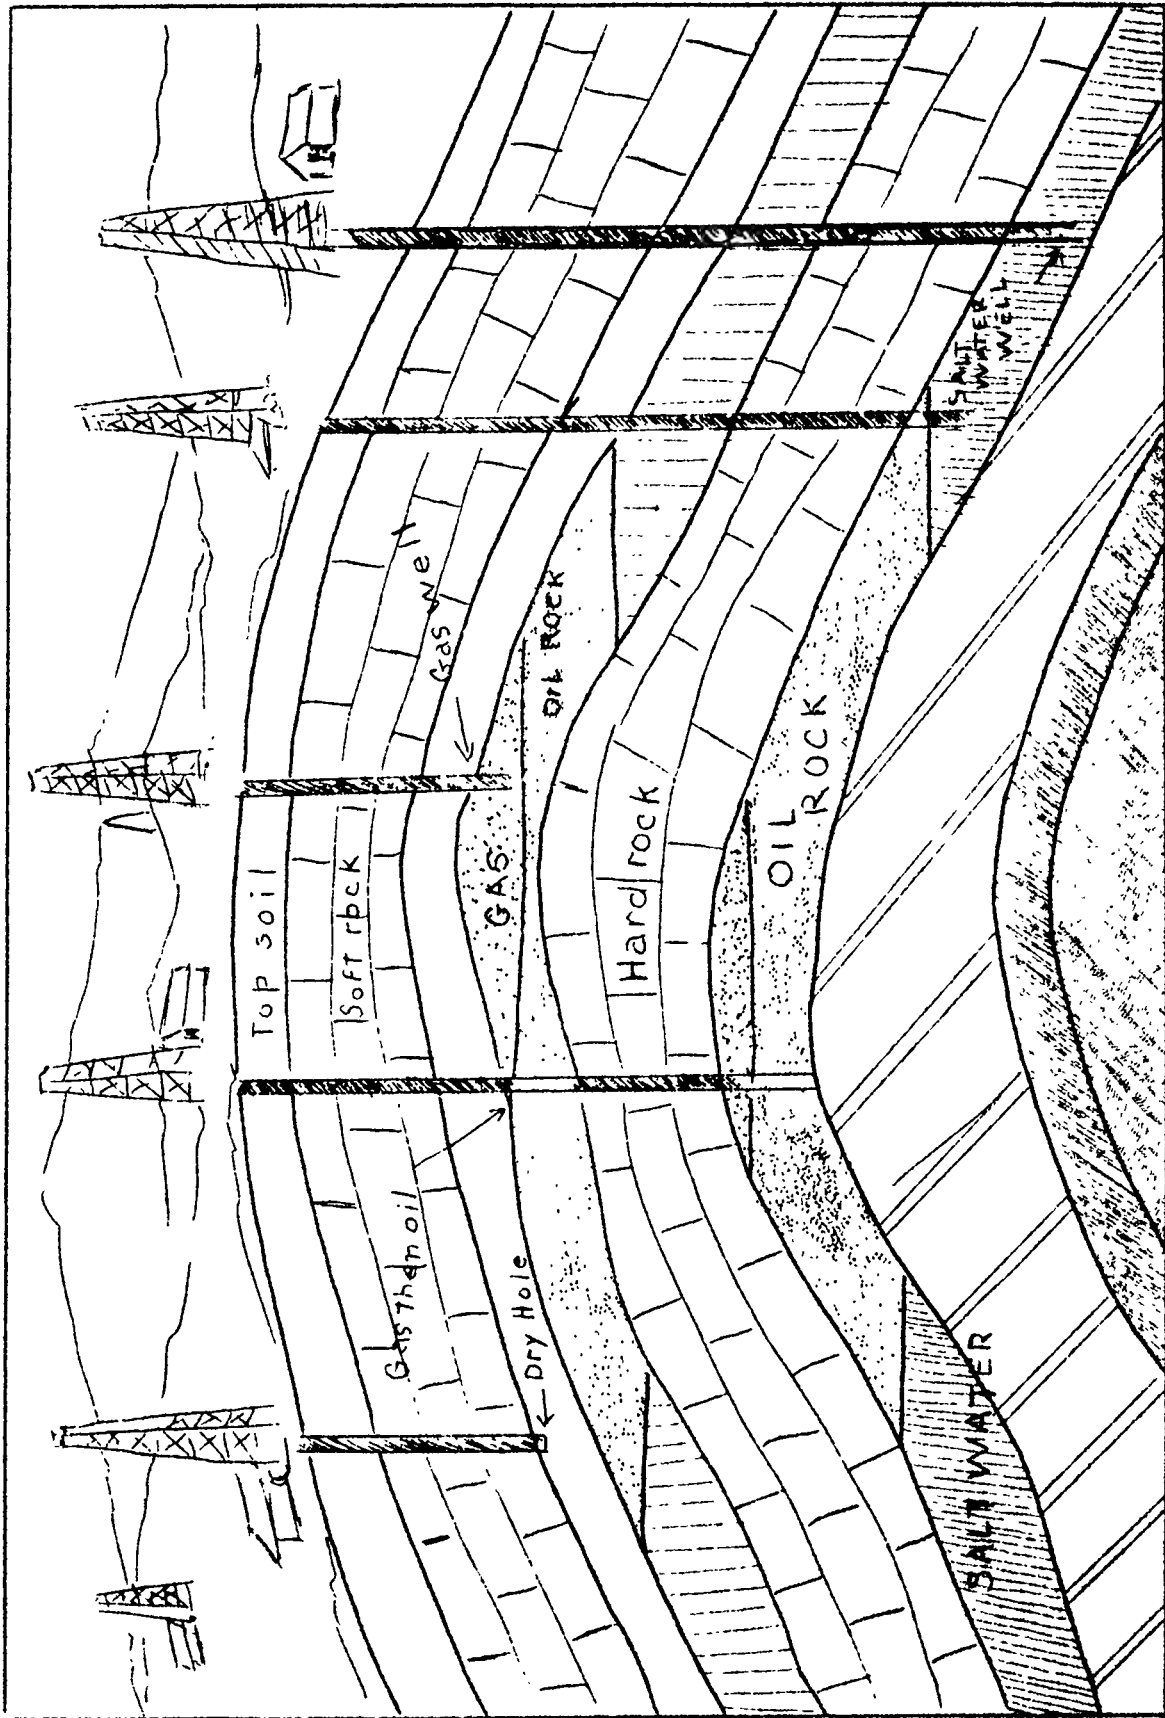 Top soil
Soft rock
Gas Then oil
Gas well
GAS
Dry Hole
OIL ROCK
Hard rock
OIL
ROCK
SALT WATER
SALT
WATER
WELL